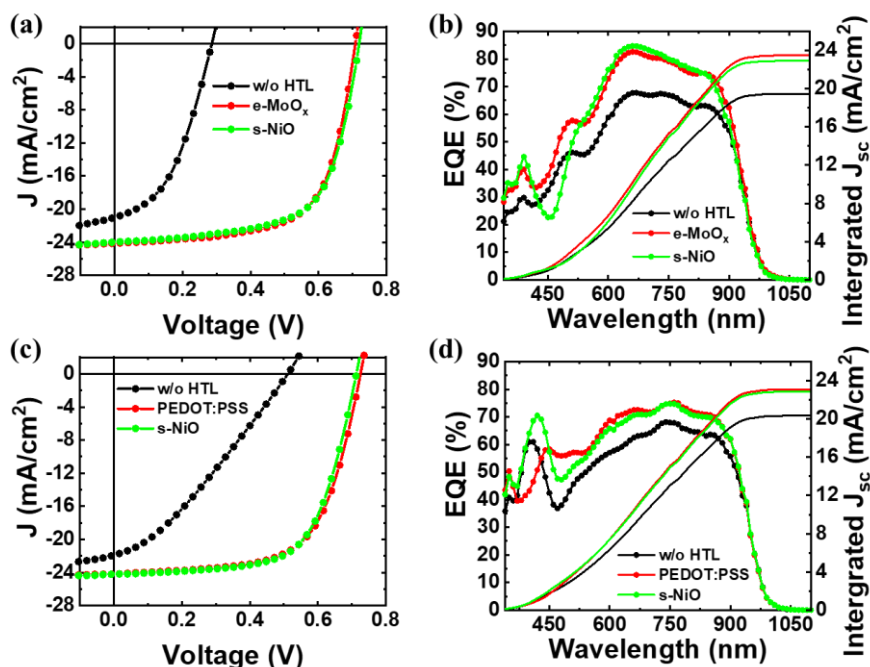 (a)
0
-4
-8
-12
-16
-20
-24
-28
J (mA/cm²)
w/o HTL
e-MoOₓ
s-NiO
0.0 0.2 0.4 0.6 0.8
Voltage (V)
(b)
90
80
70
60
50
40
30
20
10
0
EQE (%)
w/o HTL
e-MoOₓ
s-NiO
24
20
16
12
8
4
0
Intergrated Jsc (mA/cm²)
450 600 750 900 1050
Wavelength (nm)
(c)
0
-4
-8
-12
-16
-20
-24
-28
J (mA/cm²)
w/o HTL
PEDOT:PSS
s-NiO
0.0 0.2 0.4 0.6 0.8
Voltage (V)
(d)
90
80
70
60
50
40
30
20
10
0
EQE (%)
w/o HTL
PEDOT:PSS
s-NiO
24
20
16
12
8
4
0
Intergrated Jsc (mA/cm²)
450 600 750 900 1050
Wavelength (nm)